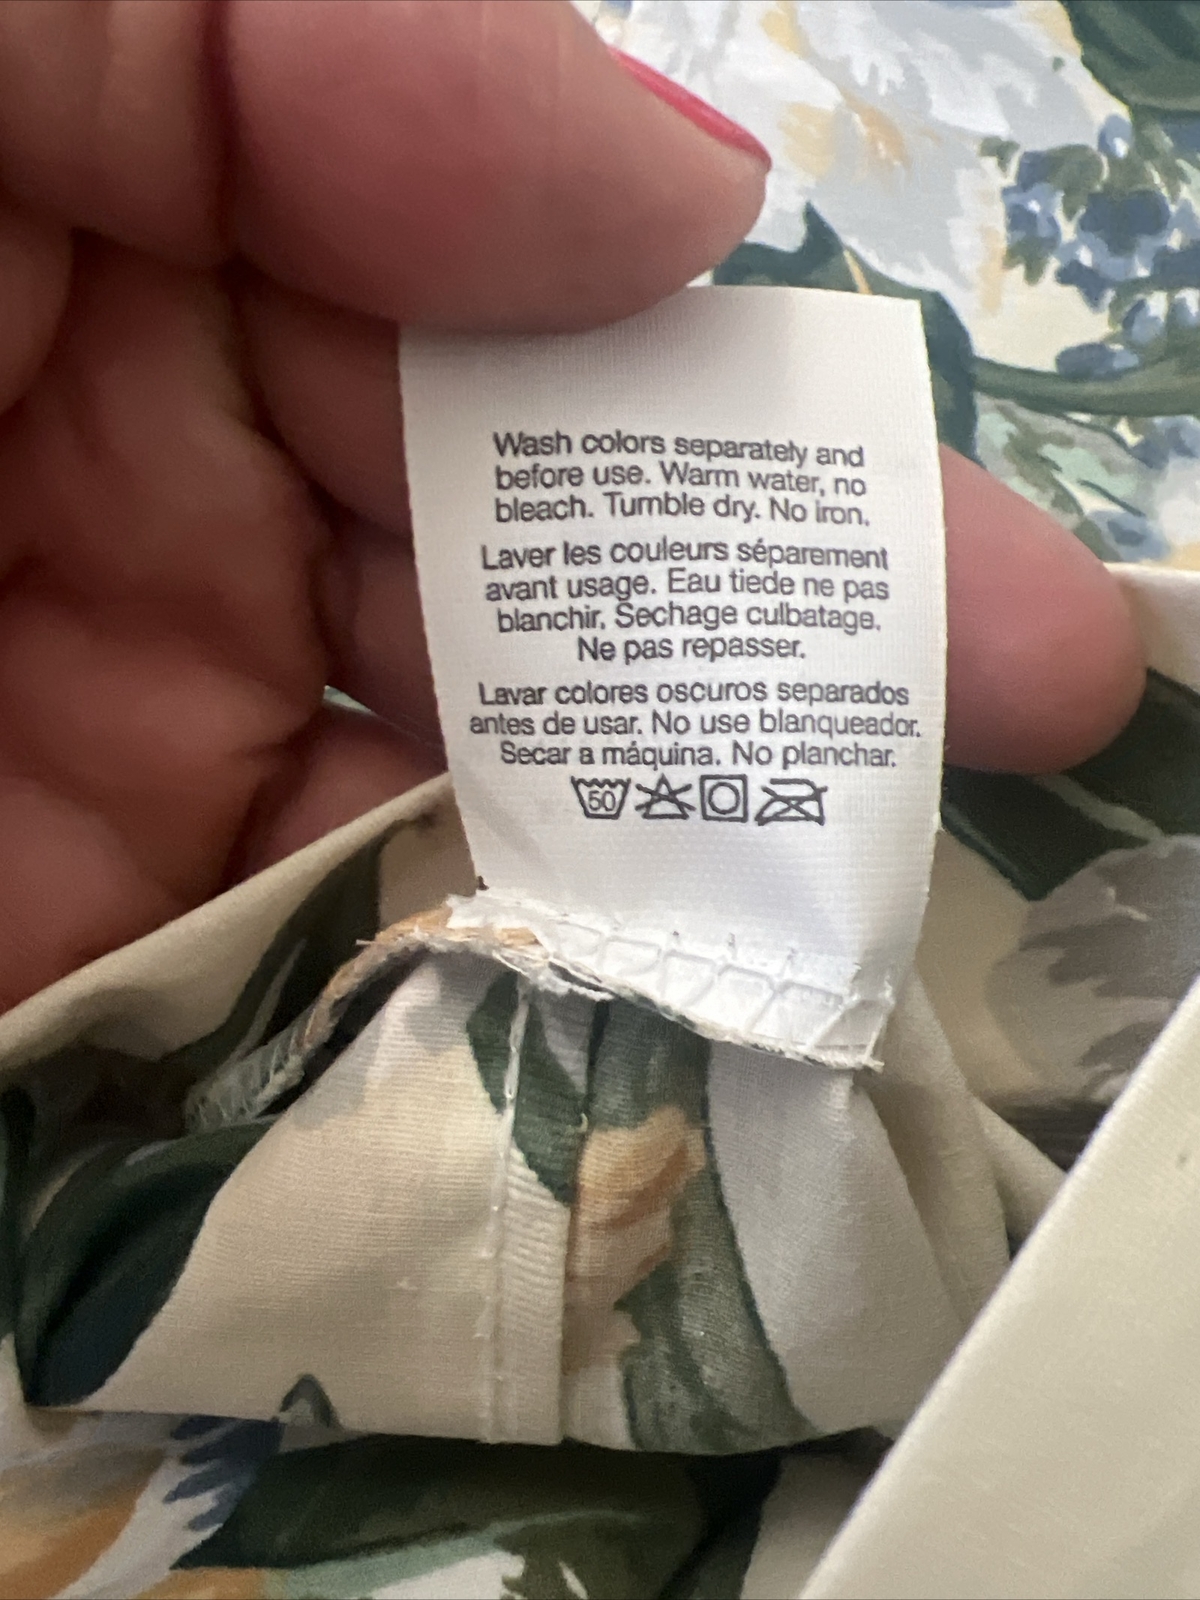 Wash colors separately and
before use. Warm water, no
bleach. Tumble dry. No iron.
Laver les couleurs séparement
avant usage. Eau tiede ne pas
blanchir. Sechage culbatage.
Ne pas repasser.
Lavar colores oscuros separados
antes de usar. No use blanqueador.
Secar a máquina. No planchar.
50